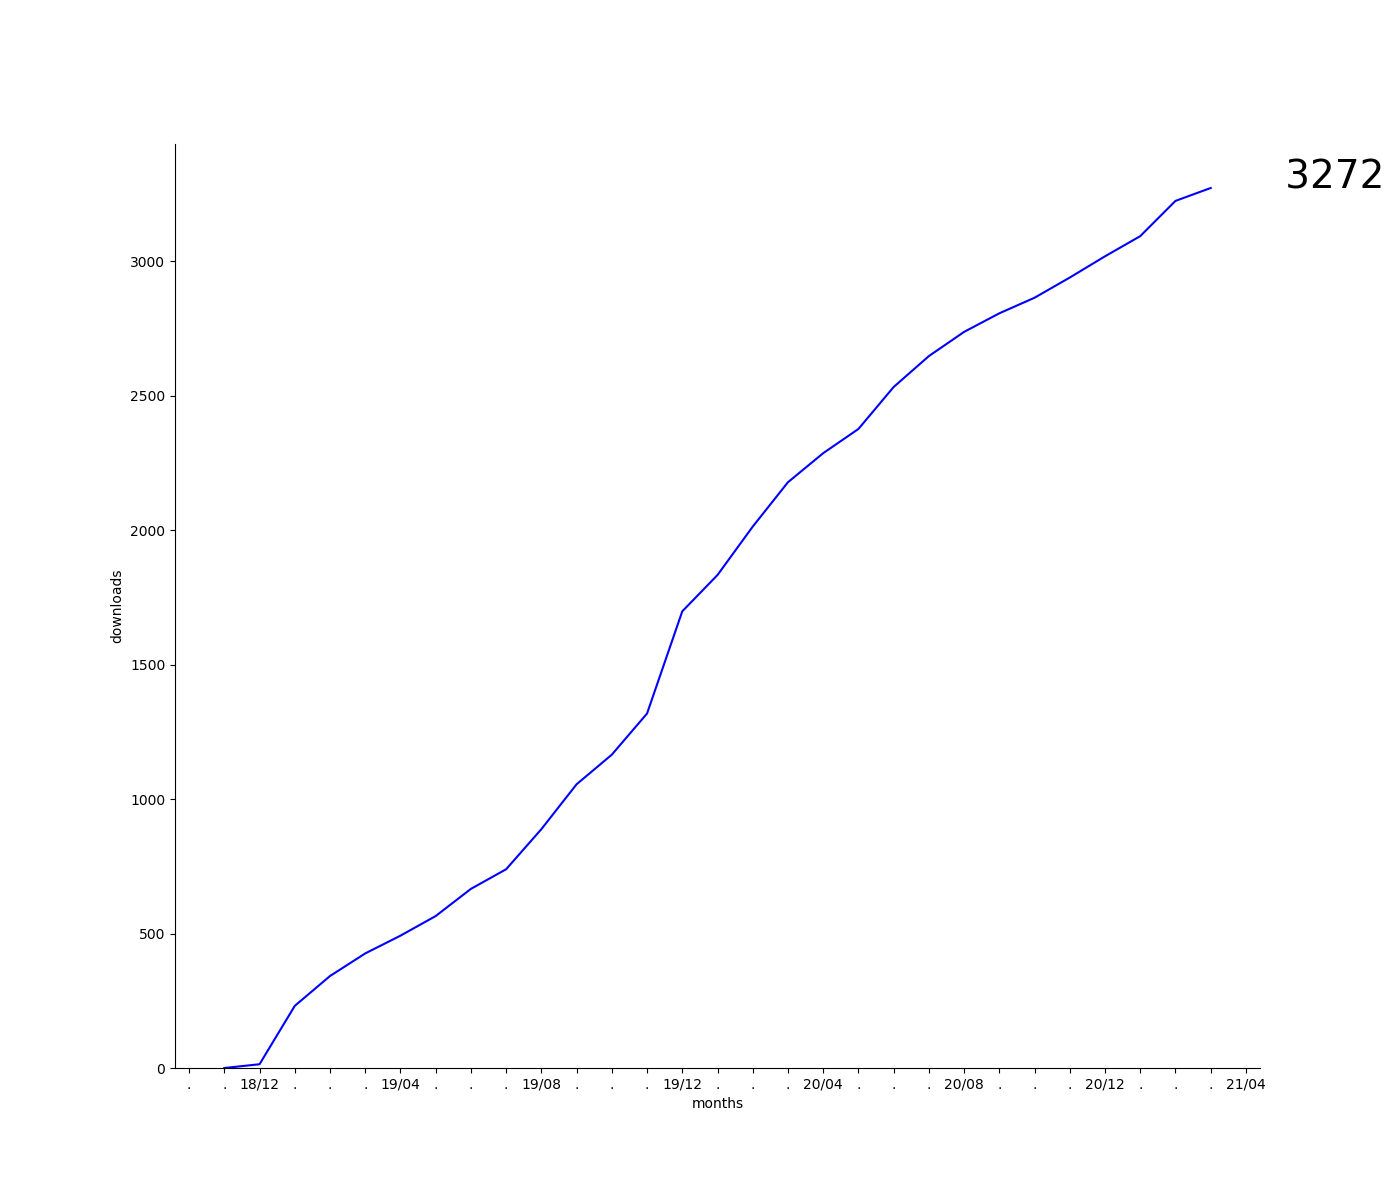 3272
3000
2500
2000
1500
1000
500
0
downloads
. . 18/12 . . . 19/04 . . . 19/08 . . . 19/12 . . . 20/04 . . . 20/08 . . . 20/12 . . . 21/04
months